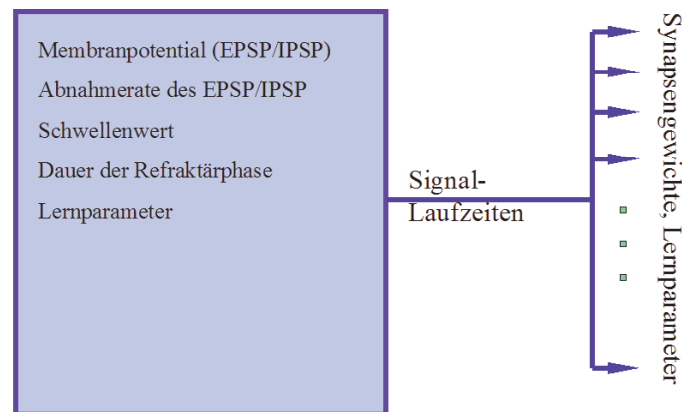 Membranpotential (EPSP/IPSP)
Abnahmerate des EPSP/IPSP
Schwellenwert
Dauer der Refraktärphase
Lernparameter
Signal-
Laufzeiten
Synapsengewichte, Lernparameter